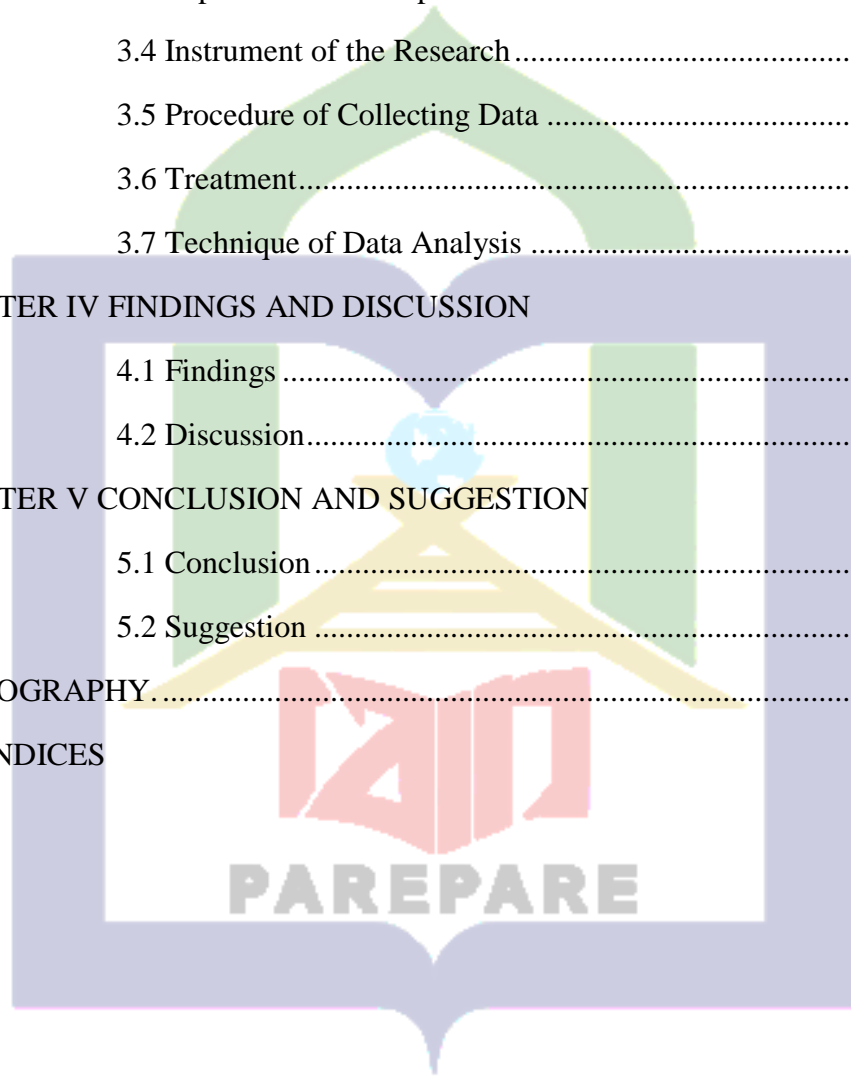 3.4 Instrument of the Research ..........................................
3.5 Procedure of Collecting Data ......................................
3.6 Treatment.....................................................................
3.7 Technique of Data Analysis ........................................
TER IV FINDINGS AND DISCUSSION
4.1 Findings .......................................................................
4.2 Discussion....................................................................
TER V CONCLUSION AND SUGGESTION
5.1 Conclusion ...................................................................
5.2 Suggestion ...................................................................
OGRAPHY. .........................................................................................
NDICES
iain
PAREPARE